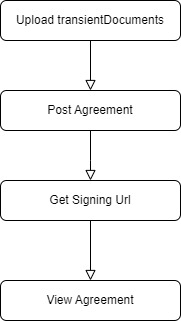 Upload transientDocuments
Post Agreement
Get Signing Url
View Agreement